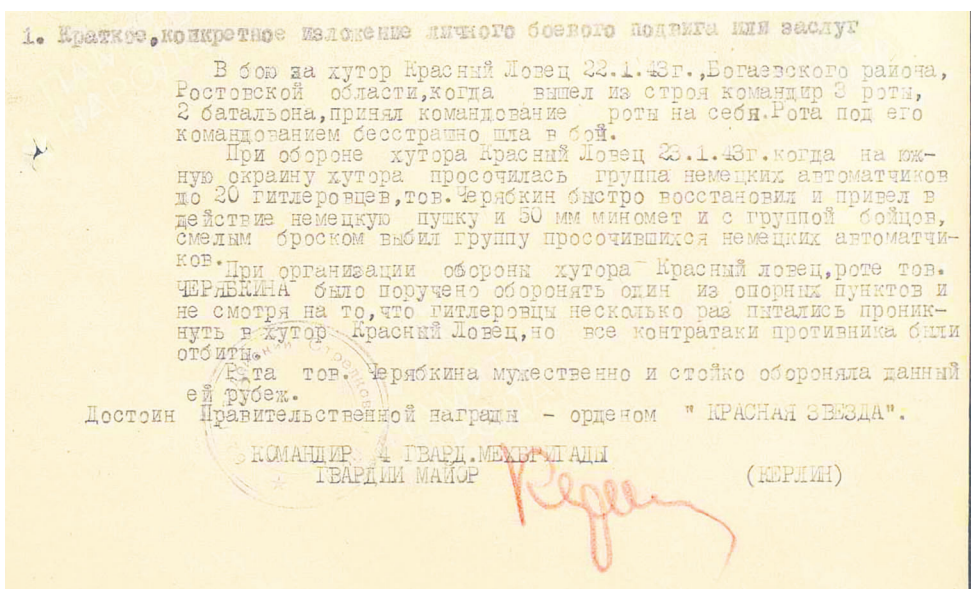 1. Краткое,конкретное изложение личного боевого подвига или заслуг
В бою за хутор Красный Ловец 22.1.43г.,Богаевского района,
Ростовской области,когда вышел из строя командир 3 роты,
2 батальона,принял командование роты на себя.Рота под его
командованием бесстрашно шла в бой.
При обороне хутора Красный Ловец 23.1.43г.когда на юж-
ную окраину хутора просочилась группа немецких автоматчиков
до 20 гитлеровцев,тов.Черябкин быстро восстановил и привел в
действие немецкую пушку и 50 мм миномет и с группой бойцов,
смелым броском выбил группу просочившихся немецких автоматчи-
ков.
При организации обороны хутора Красный ловец,роте тов.
ЧЕРЯБКИНА было поручено оборонять один из опорных пунктов и
не смотря на то,что гитлеровцы несколько раз пытались проник-
нуть в хутор Красный Ловец,но все контратаки противника были
отбиты.
Рота тов. Черябкина мужественно и стойко обороняла данный
ей рубеж.
Достоин Правительственной награды - орденом " КРАСНАЯ ЗВЕЗДА".
КОМАНДИР 4 ГВАРД.МЕХБРИГАДЫ
ГВАРДИИ МАЙОР (КЕРЛИН)